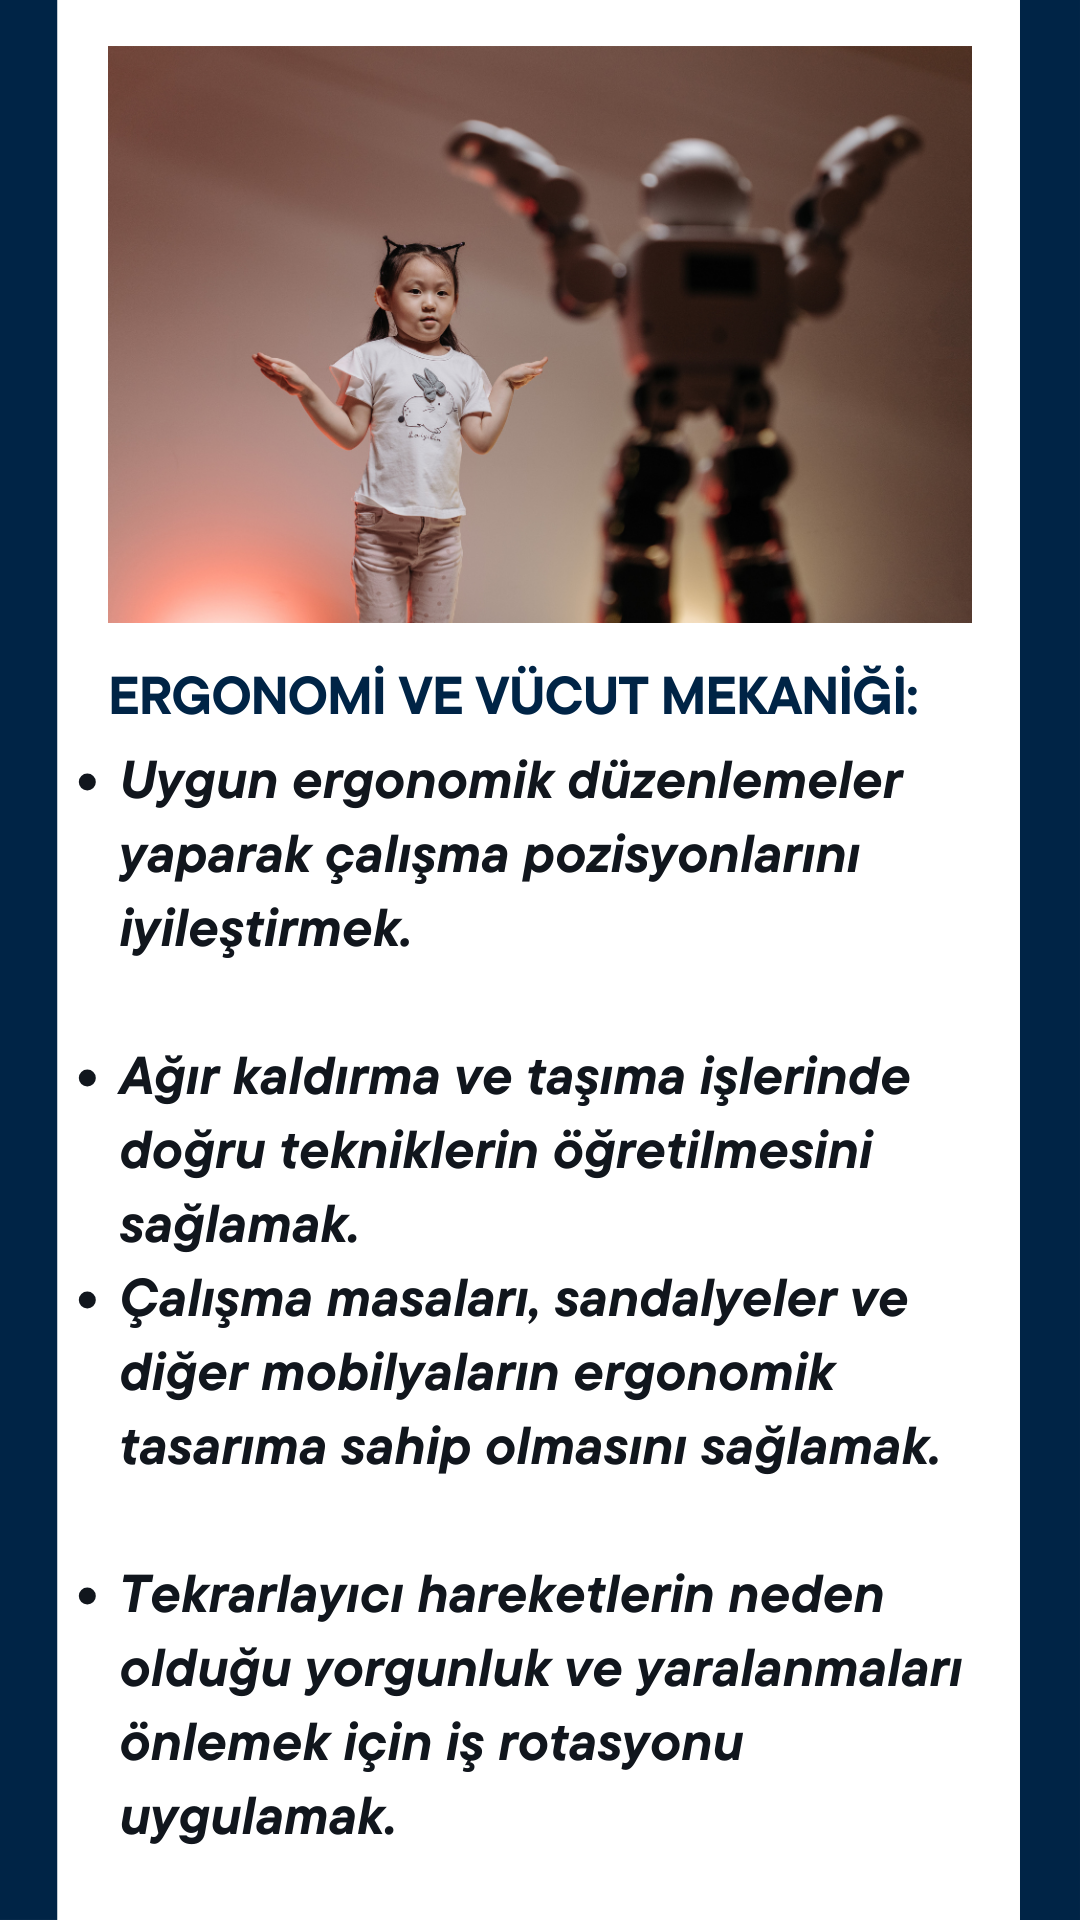 ERGONOMİ VE VÜCUT MEKANİĞİ:
• Uygun ergonomik düzenlemeler
yaparak çalışma pozisyonlarını
iyileştirmek.
• Ağır kaldırma ve taşıma işlerinde
doğru tekniklerin öğretilmesini
sağlamak.
• Çalışma masaları, sandalyeler ve
diğer mobilyaların ergonomik
tasarıma sahip olmasını sağlamak.
• Tekrarlayıcı hareketlerin neden
olduğu yorgunluk ve yaralanmaları
önlemek için iş rotasyonu
uygulamak.